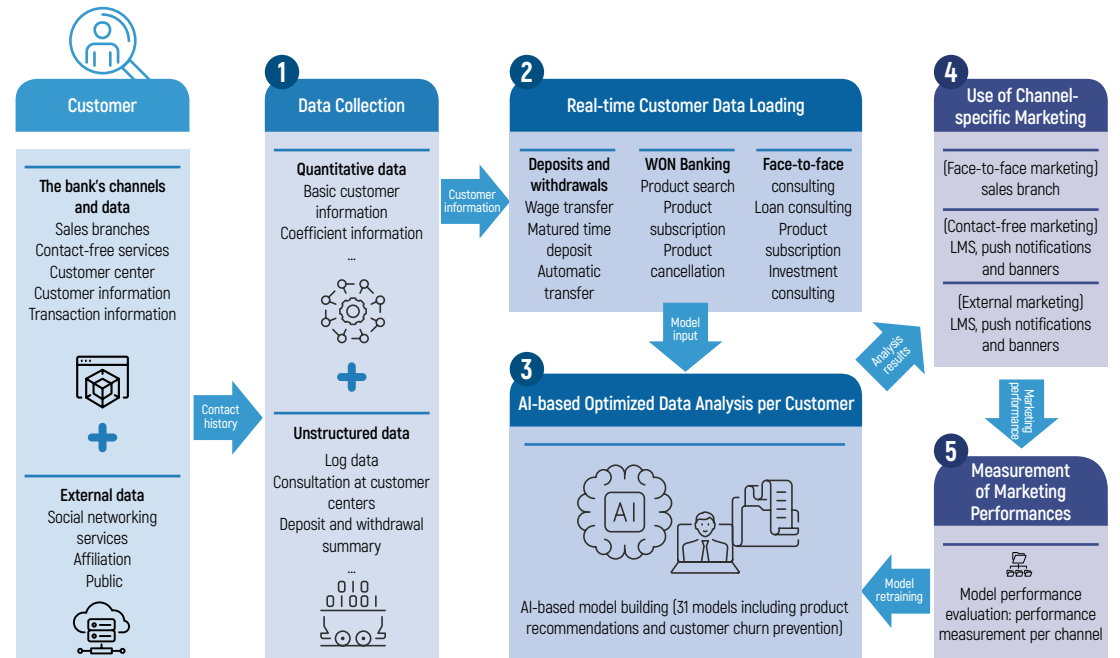 Customer
The bank's channels
and data
Sales branches
Contact-free services
Customer center
Customer information
Transaction information
External data
Social networking
services
Affiliation
Public
Contact
history
1
Data Collection
Quantitative data
Basic customer
information
Coefficient information
...
Unstructured data
Log data
Consultation at customer
centers
Deposit and withdrawal
summary
...
010
01001
Customer
information
2
Real-time Customer Data Loading
Deposits and
withdrawals
Wage transfer
Matured time
deposit
Automatic
transfer
WON Banking
Product search
Product
subscription
Product
cancellation
Face-to-face
consulting
Loan consulting
Product
subscription
Investment
consulting
Model
input
3
AI-based Optimized Data Analysis per Customer
AI
AI-based model building (31 models including product
recommendations and customer churn prevention)
Analysis
results
4
Use of Channel-
specific Marketing
(Face-to-face marketing)
sales branch
(Contact-free marketing)
LMS, push notifications
and banners
(External marketing)
LMS, push notifications
and banners
Marketing
performance
5
Measurement
of Marketing
Performances
Model performance
evaluation: performance
measurement per channel
Model
retraining